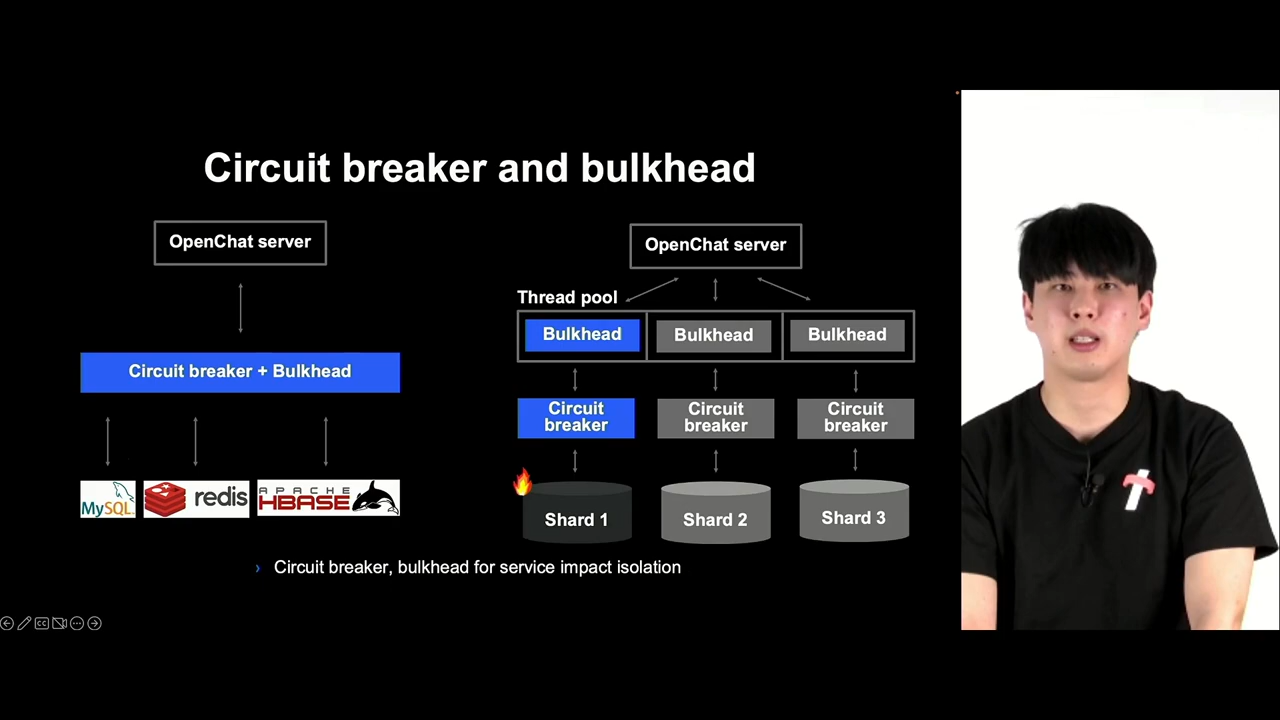 Circuit breaker and bulkhead
OpenChat server
Circuit breaker + Bulkhead
MySQL
redis
APACHE
HBASE
OpenChat server
Thread pool
Bulkhead
Bulkhead
Bulkhead
Circuit
breaker
Circuit
breaker
Circuit
breaker
Shard 1
Shard 2
Shard 3
› Circuit breaker, bulkhead for service impact isolation
CC